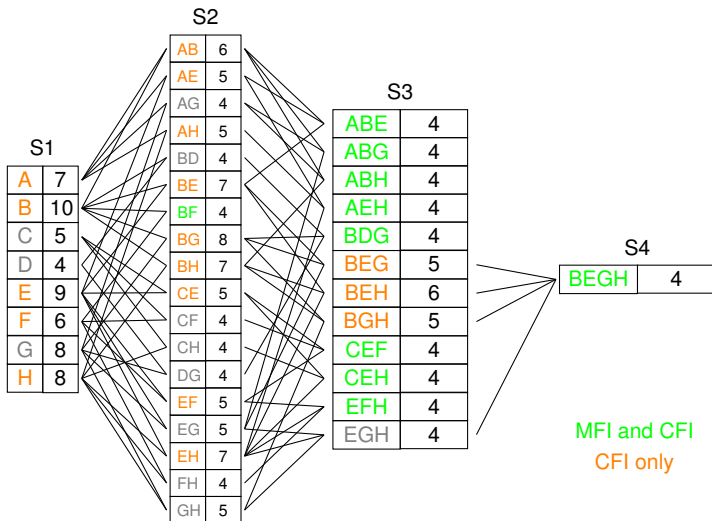 S1
A 7
B 10
C 5
D 4
E 9
F 6
G 8
H 8
S2
AB 6
AE 5
AG 4
AH 5
BD 4
BE 7
BF 4
BG 8
BH 7
CE 5
CF 4
CH 4
DG 4
EF 5
EG 5
EH 7
FH 4
GH 5
S3
ABE 4
ABG 4
ABH 4
AEH 4
BDG 4
BEG 5
BEH 6
BGH 5
CEF 4
CEH 4
EFH 4
EGH 4
S4
BEGH 4
MFI and CFI
CFI only